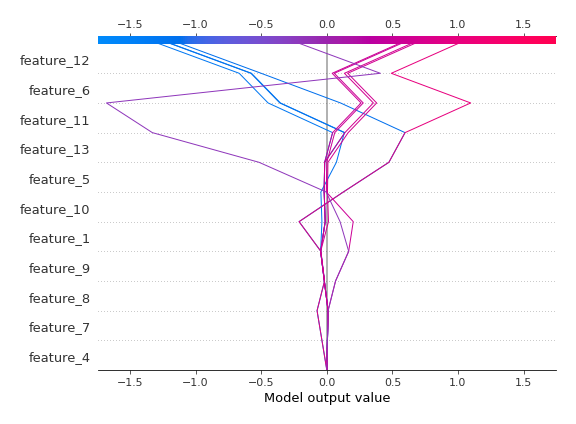 −1.5 −1.0 −0.5 0.0 0.5 1.0 1.5
feature_12
feature_6
feature_11
feature_13
feature_5
feature_10
feature_1
feature_9
feature_8
feature_7
feature_4
−1.5 −1.0 −0.5 0.0 0.5 1.0 1.5
Model output value